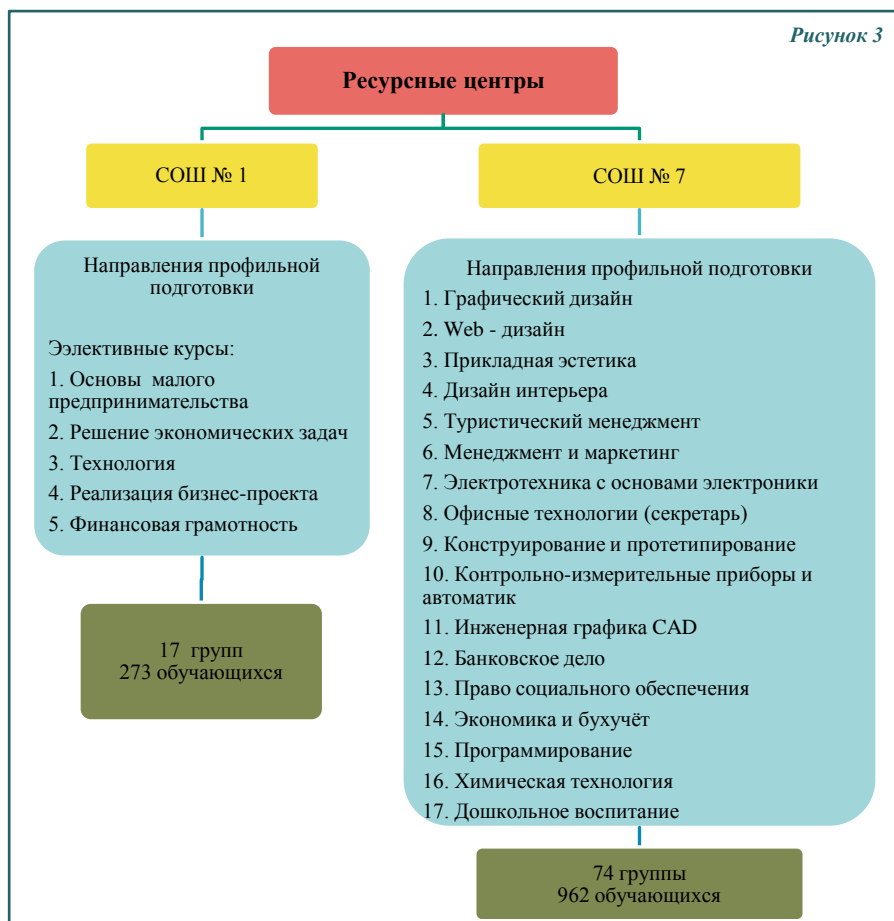 Рисунок 3
Ресурсные центры
СОШ № 1
Направления профильной
подготовки
Ээлективные курсы:
1. Основы малого
предпринимательства
2. Решение экономических задач
3. Технология
4. Реализация бизнес-проекта
5. Финансовая грамотность
17 групп
273 обучающихся
СОШ № 7
Направления профильной подготовки
1. Графический дизайн
2. Web - дизайн
3. Прикладная эстетика
4. Дизайн интерьера
5. Туристический менеджмент
6. Менеджмент и маркетинг
7. Электротехника с основами электроники
8. Офисные технологии (секретарь)
9. Конструирование и протетипирование
10. Контрольно-измерительные приборы и
автоматик
11. Инженерная графика CAD
12. Банковское дело
13. Право социального обеспечения
14. Экономика и бухучёт
15. Программирование
16. Химическая технология
17. Дошкольное воспитание
74 группы
962 обучающихся